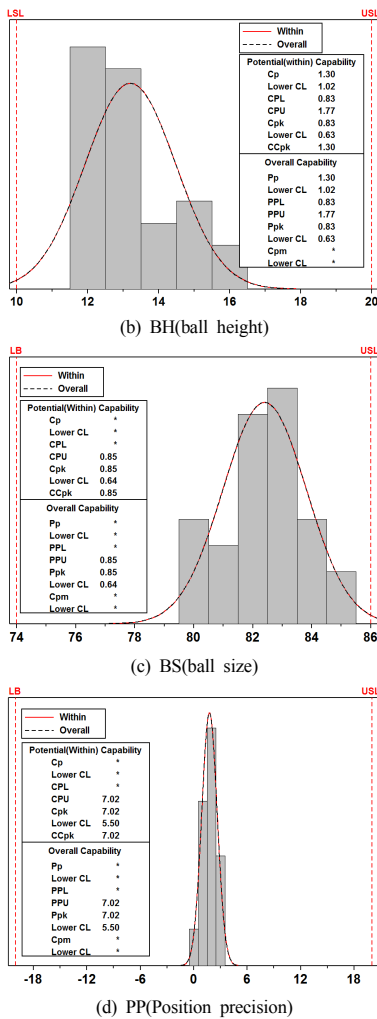 LSL USL
Within
Overall
Potential(within) Capability
Cp 1.30
Lower CL 1.02
CPL 0.83
CPU 1.77
Cpk 0.83
Lower CL 0.63
CCpk 1.30
Overall Capability
Pp 1.30
Lower CL 1.02
PPL 0.83
PPU 1.77
Ppk 0.83
Lower CL 0.63
Cpm *
Lower CL *
10 12 14 16 18 20
(b) BH(ball height)
LB USL
Within
Overall
Potential(Within) Capability
Cp *
Lower CL *
CPL *
CPU 0.85
Cpk 0.85
Lower CL 0.64
CCpk 0.85
Overall Capability
Pp *
Lower CL *
PPL *
PPU 0.85
Ppk 0.85
Lower CL 0.64
Cpm *
Lower CL *
74 76 78 80 82 84 86
(c) BS(ball size)
LB USL
Within
Overall
Potential(Within) Capability
Cp *
Lower CL *
CPL *
CPU 7.02
Cpk 7.02
Lower CL 5.50
CCpk 7.02
Overall Capability
Pp *
Lower CL *
PPL *
PPU 7.02
Ppk 7.02
Lower CL 5.50
Cpm *
Lower CL *
-18 -12 -6 0 6 12 18
(d) PP(Position precision)